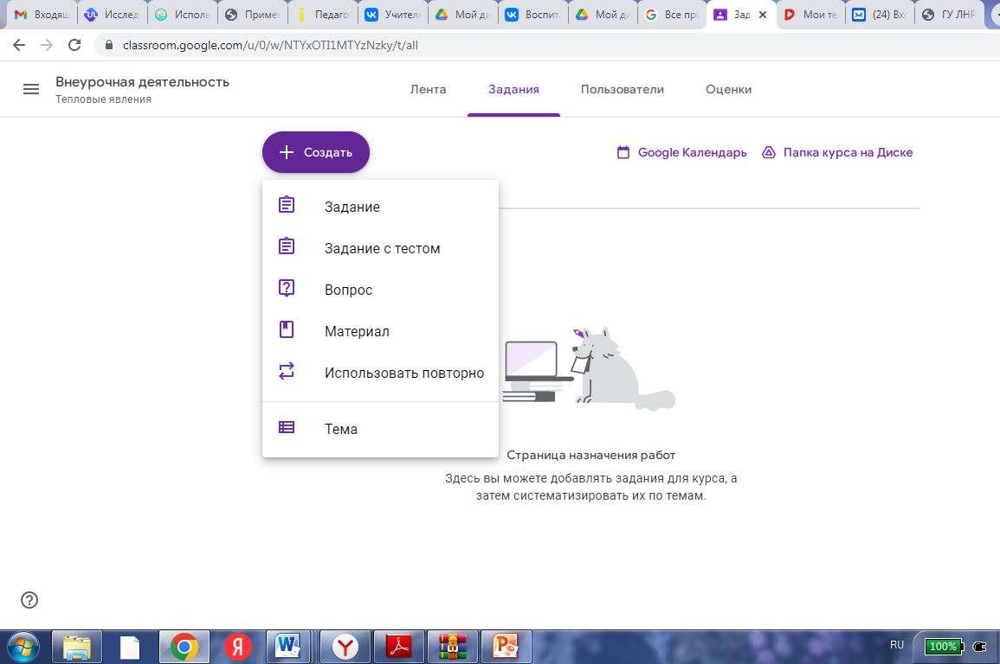 Входящ
Исслед
Исполь
Примен
Педаго
Учител
Мой ди
Воспит
Мой ди
Все про
Зад
Мои те
(24) Вхо
ГУ ЛНР
classroom.google.com/u/0/w/NTYxOTI1MTYzNzky/t/all
Внеурочная деятельность
Тепловые явления
Лента
Задания
Пользователи
Оценки
Создать
Google Календарь
Папка курса на Диске
Задание
Задание с тестом
Вопрос
Материал
Использовать повторно
Тема
Страница назначения работ
Здесь вы можете добавлять задания для курса, а
затем систематизировать их по темам.
RU
100%